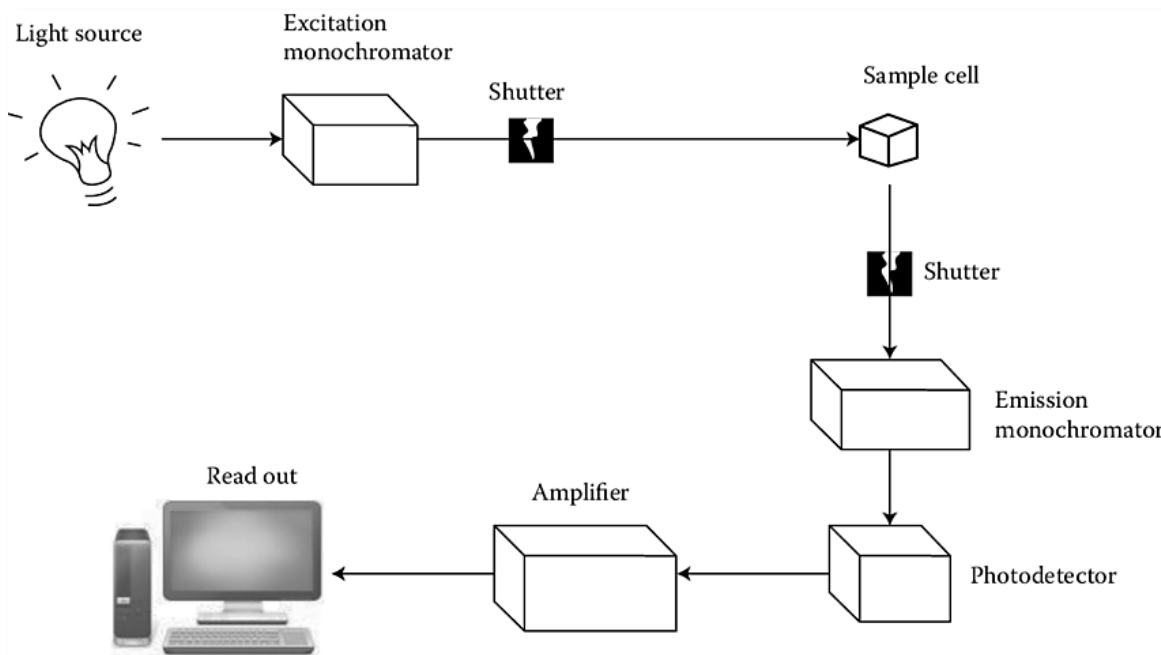 Light source
Excitation
monochromator
Shutter
Sample cell
Shutter
Emission
monochromator
Read out
Amplifier
Photodetector